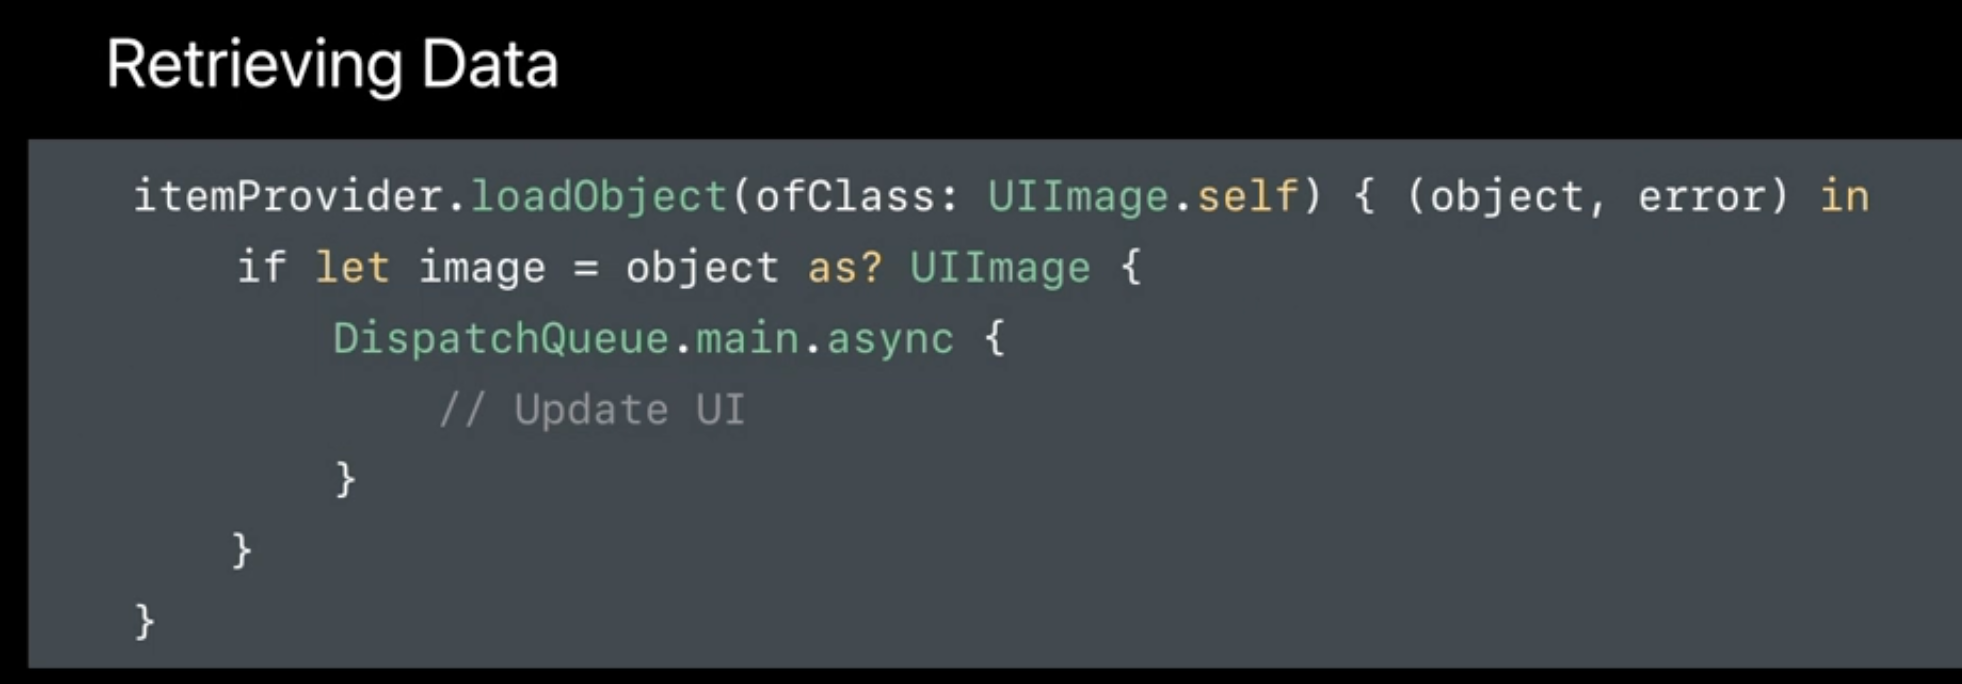 Retrieving Data
itemProvider.loadObject(ofClass: UIImage.self) { (object, error) in
    if let image = object as? UIImage {
        DispatchQueue.main.async {
            // Update UI
        }
    }
}